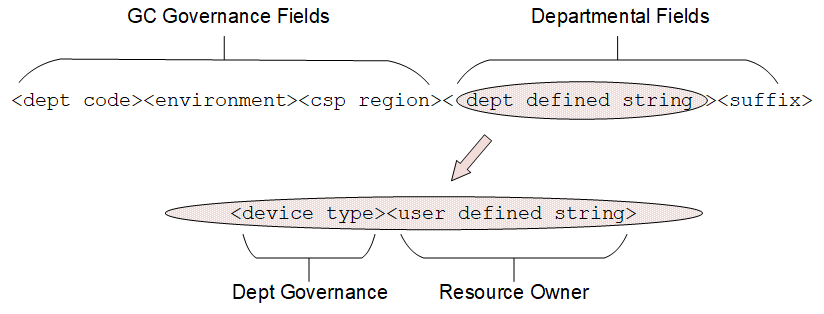 GC Governance Fields Departmental Fields
<dept code><environment><csp region>< dept defined string ><suffix>
<device type><user defined string>
Dept Governance Resource Owner